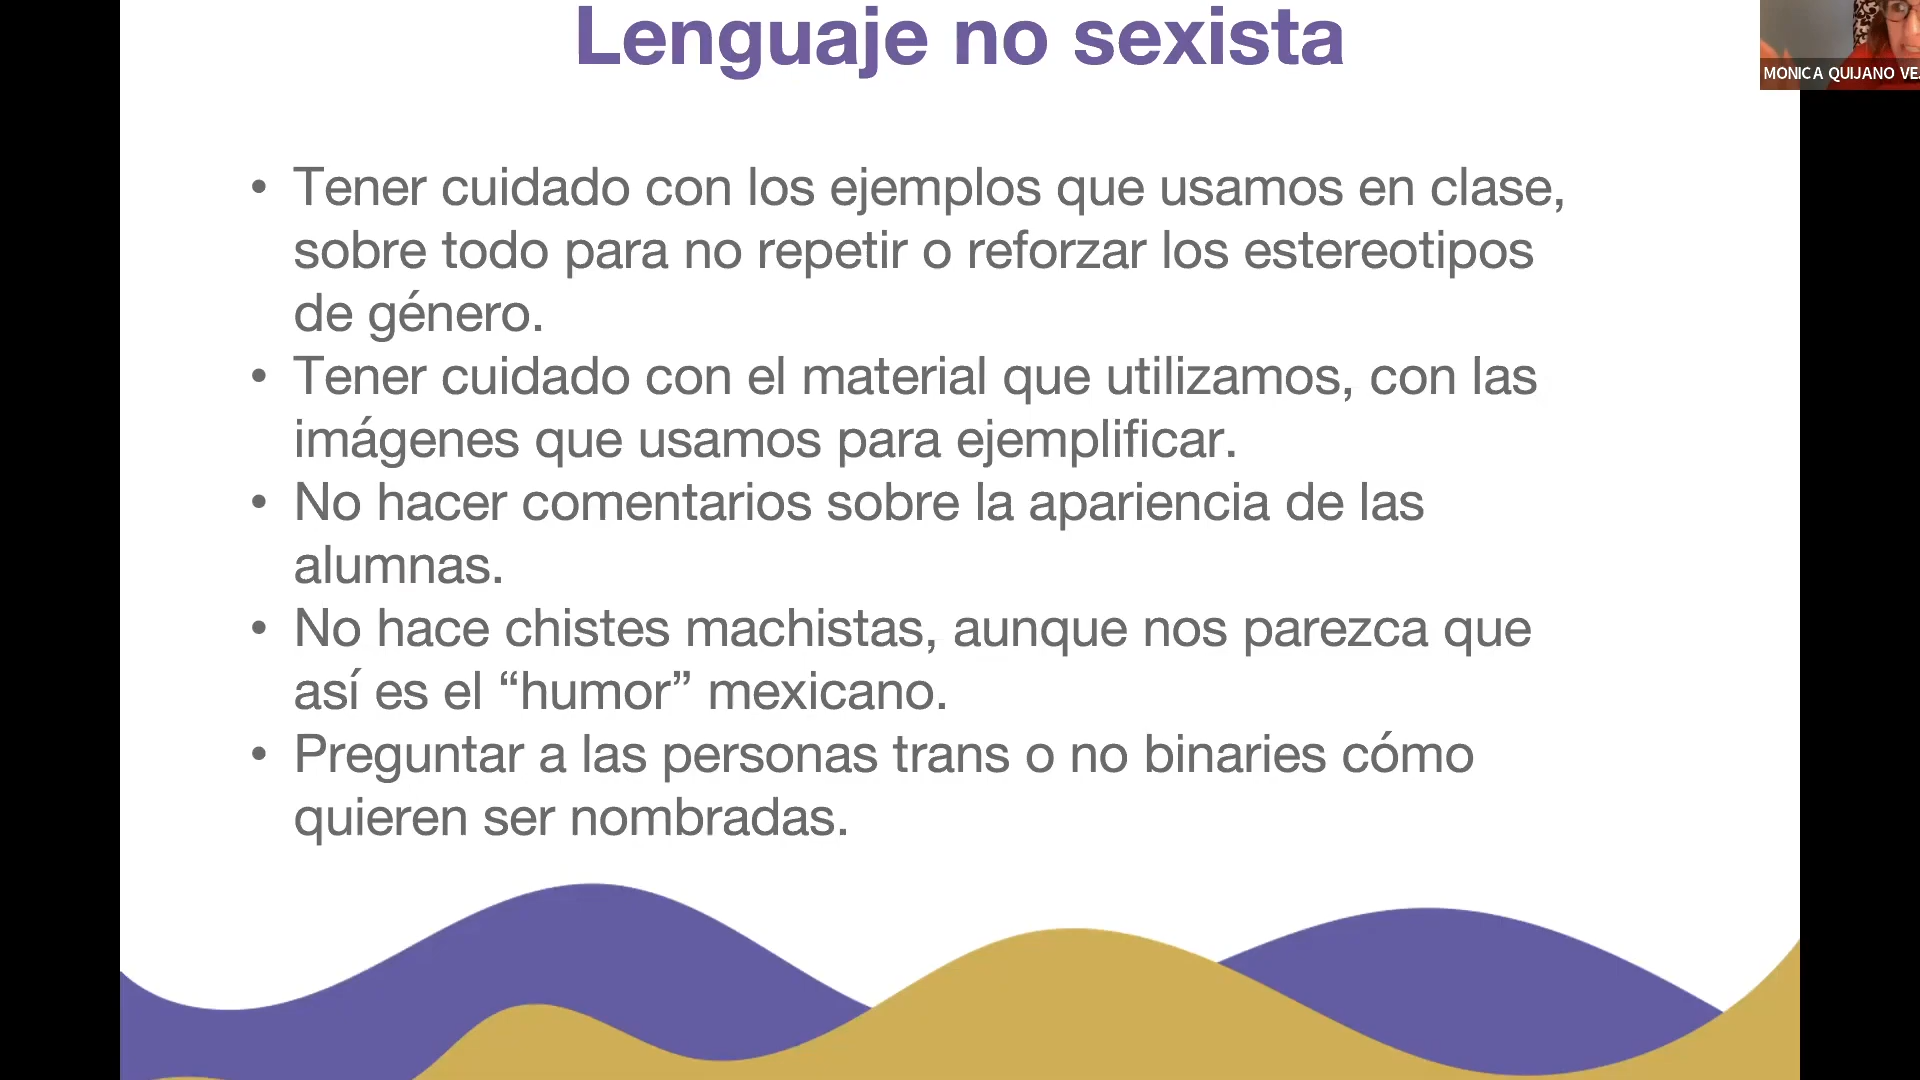 Lenguaje no sexista
MONICA QUIJANO VE
• Tener cuidado con los ejemplos que usamos en clase,
sobre todo para no repetir o reforzar los estereotipos
de género.
• Tener cuidado con el material que utilizamos, con las
imágenes que usamos para ejemplificar.
• No hacer comentarios sobre la apariencia de las
alumnas.
• No hace chistes machistas, aunque nos parezca que
así es el “humor” mexicano.
• Preguntar a las personas trans o no binaries cómo
quieren ser nombradas.